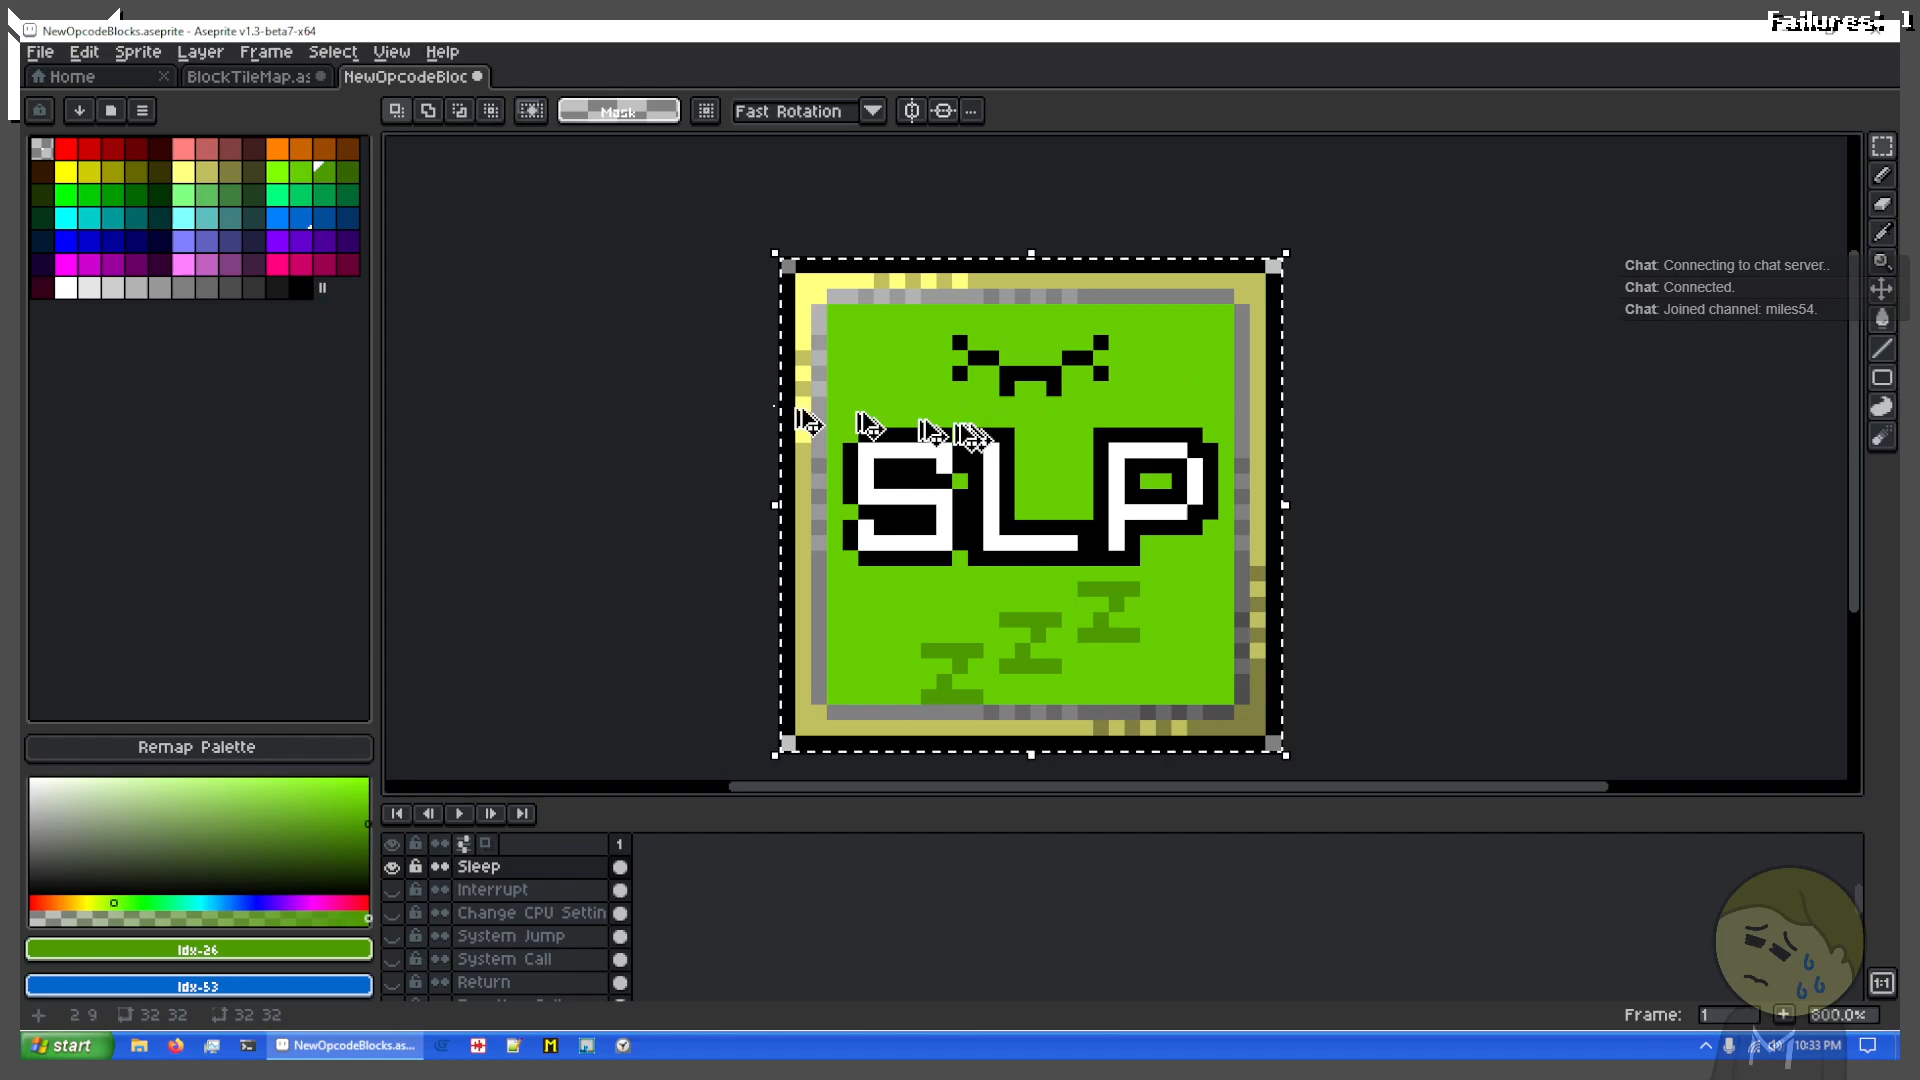 Failures: 1
NewOpcodeBlocks.aseprite - Aseprite v1.3-beta7-x64
File Edit Sprite Layer Frame Select View Help
Home BlockTileMap.as NewOpcodeBloc
Mask Fast Rotation
Chat: Connecting to chat server..
Chat: Connected.
Chat: Joined channel: miles54.
SLP
Z Z Z
Remap Palette
1
Sleep
Interrupt
Change CPU Settin
System Jump
System Call
Return
Idx-26
Idx-53
2 9 32 32 32 32
Frame: 1 800.0%
1:1
start NewOpcodeBlocks.as... 10:33 PM